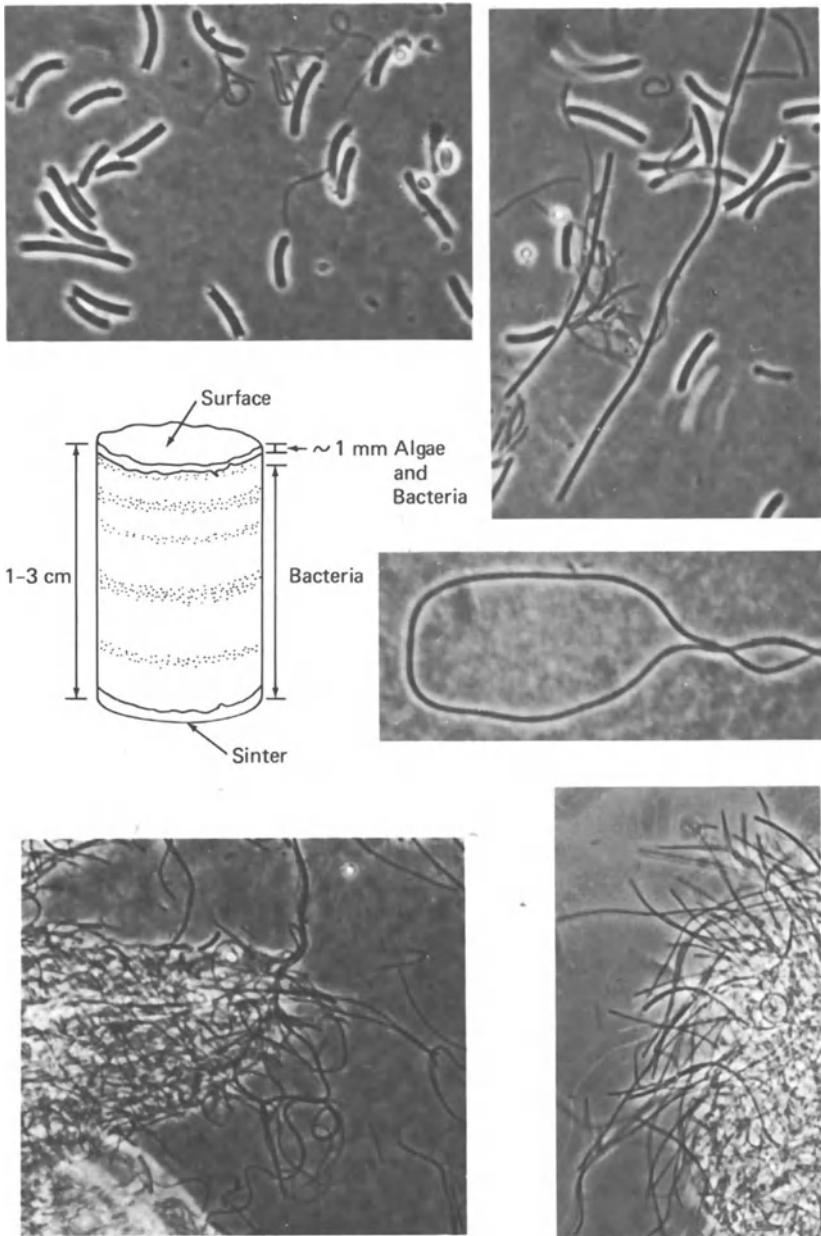 Surface
~ 1 mm Algae
and
Bacteria
1–3 cm
Bacteria
Sinter